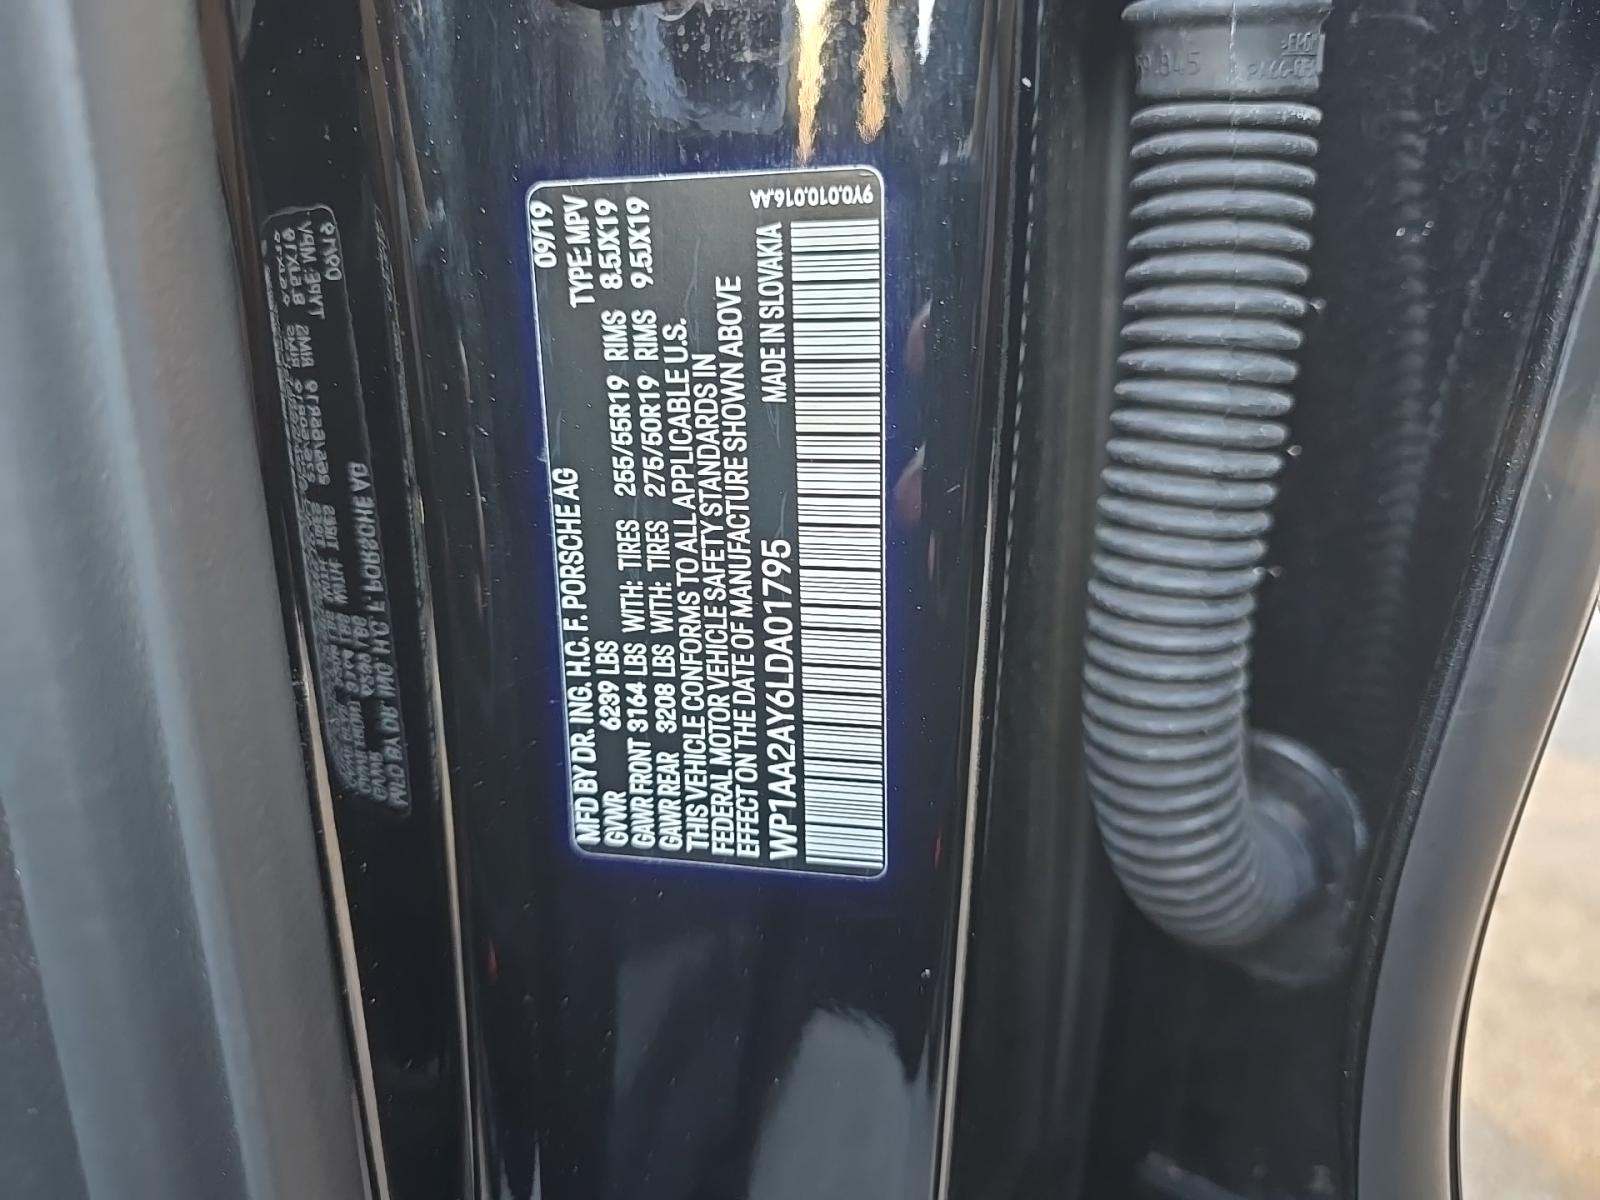 MFD BY DR. ING. H.C. F. PORSCHE AG 09/19
GVWR 6239 LBS TYPE: MPV
GAWR FRONT 3164 LBS WITH: TIRES 255/55R19 RIMS 8.5JX19
GAWR REAR 3208 LBS WITH: TIRES 275/50R19 RIMS 9.5JX19
THIS VEHICLE CONFORMS TO ALL APPLICABLE U.S.
FEDERAL MOTOR VEHICLE SAFETY STANDARDS IN
EFFECT ON THE DATE OF MANUFACTURE SHOWN ABOVE
WP1AA2AY6LDA01795 MADE IN SLOVAKIA
9Y0.010.016.AA